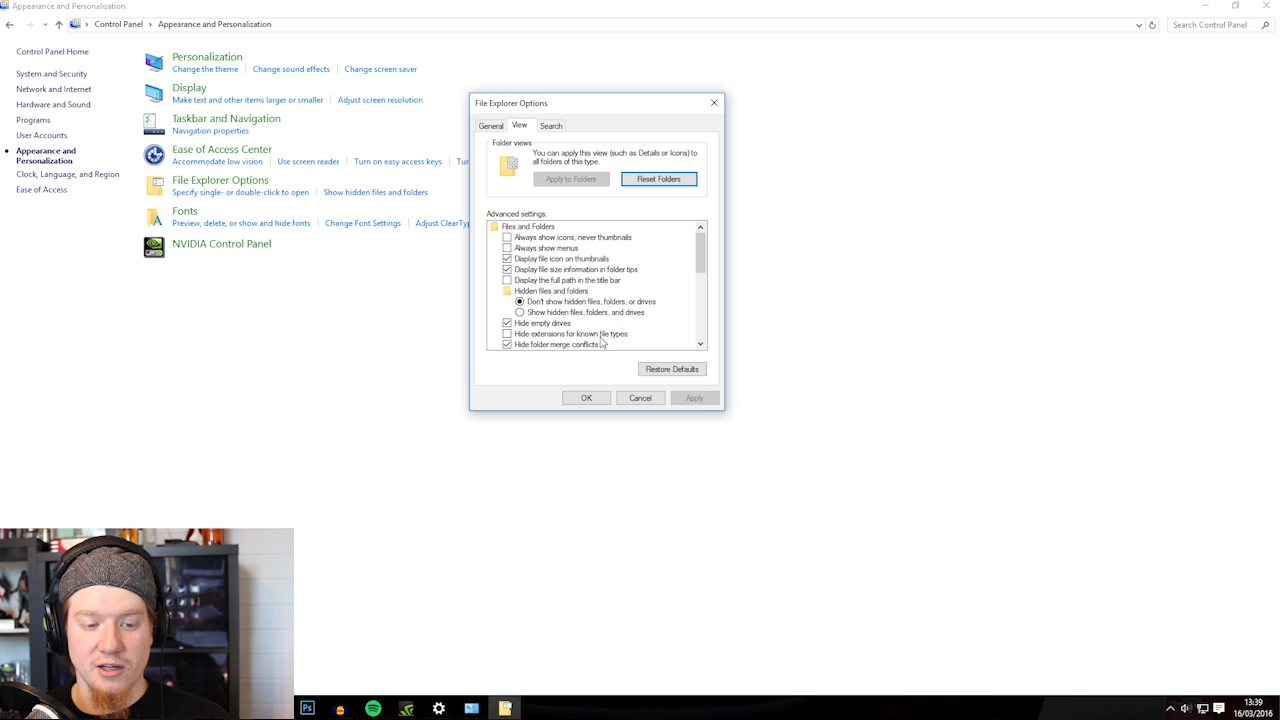 Appearance and Personalization
Control Panel > Appearance and Personalization
Search Control Panel
Control Panel Home
System and Security
Network and Internet
Hardware and Sound
Programs
User Accounts
Appearance and
Personalization
Clock, Language, and Region
Ease of Access
Personalization
Change the theme
Change sound effects
Change screen saver
Display
Make text and other items larger or smaller
Adjust screen resolution
Taskbar and Navigation
Navigation properties
Ease of Access Center
Accommodate low vision
Use screen reader
Turn on easy access keys
Tur
File Explorer Options
Specify single- or double-click to open
Show hidden files and folders
Fonts
Preview, delete, or show and hide fonts
Change Font Settings
Adjust ClearTyp
NVIDIA Control Panel
File Explorer Options
General
View
Search
Folder views
You can apply this view (such as Details or Icons) to
all folders of this type.
Apply to Folders
Reset Folders
Advanced settings:
Files and Folders
Always show icons, never thumbnails
Always show menus
Display file icon on thumbnails
Display file size information in folder tips
Display the full path in the title bar
Hidden files and folders
Don't show hidden files, folders, or drives
Show hidden files, folders, and drives
Hide empty drives
Hide extensions for known file types
Hide folder merge conflicts
Restore Defaults
OK
Cancel
Apply
Ps
13:39
16/03/2016